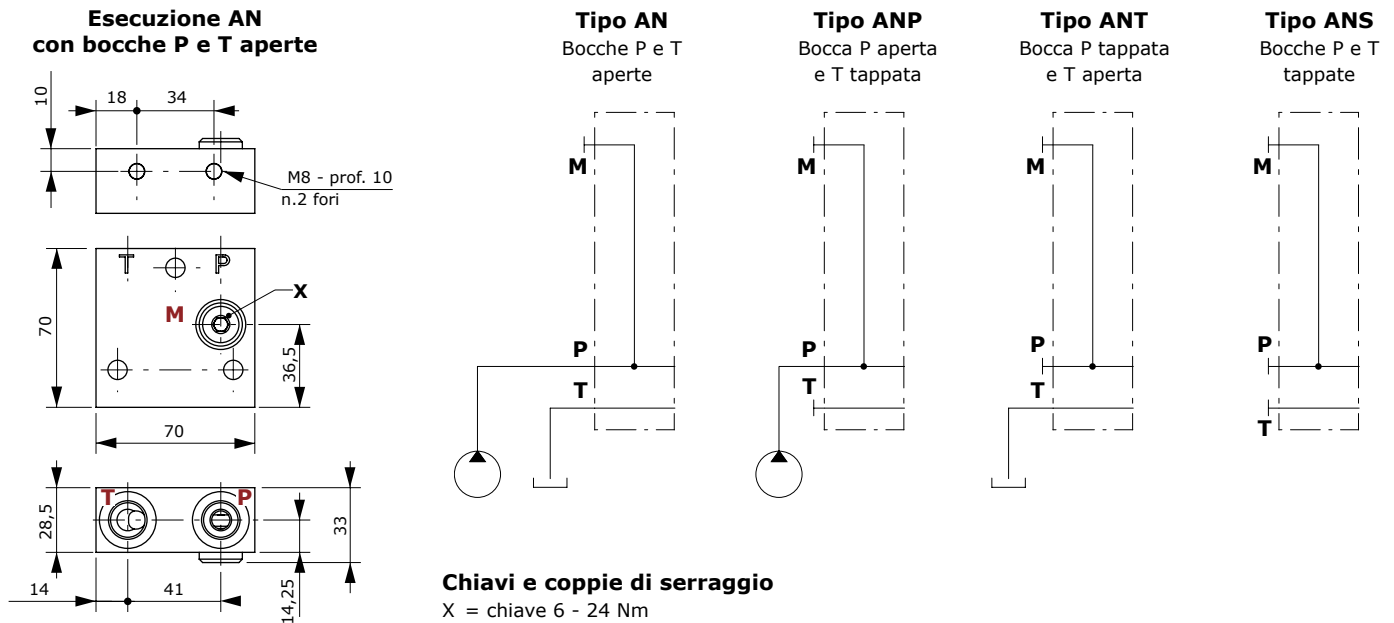 Esecuzione AN
con bocche P e T aperte
10
18
34
M8 - prof. 10
n.2 fori
T
P
X
M
70
36,5
70
T
P
28,5
33
14
41
14,25
Tipo AN
Bocche P e T
aperte
M
P
T
Tipo ANP
Bocca P aperta
e T tappata
M
P
T
Tipo ANT
Bocca P tappata
e T aperta
M
P
T
Tipo ANS
Bocche P e T
tappate
M
P
T
Chiavi e coppie di serraggio
X = chiave 6 - 24 Nm